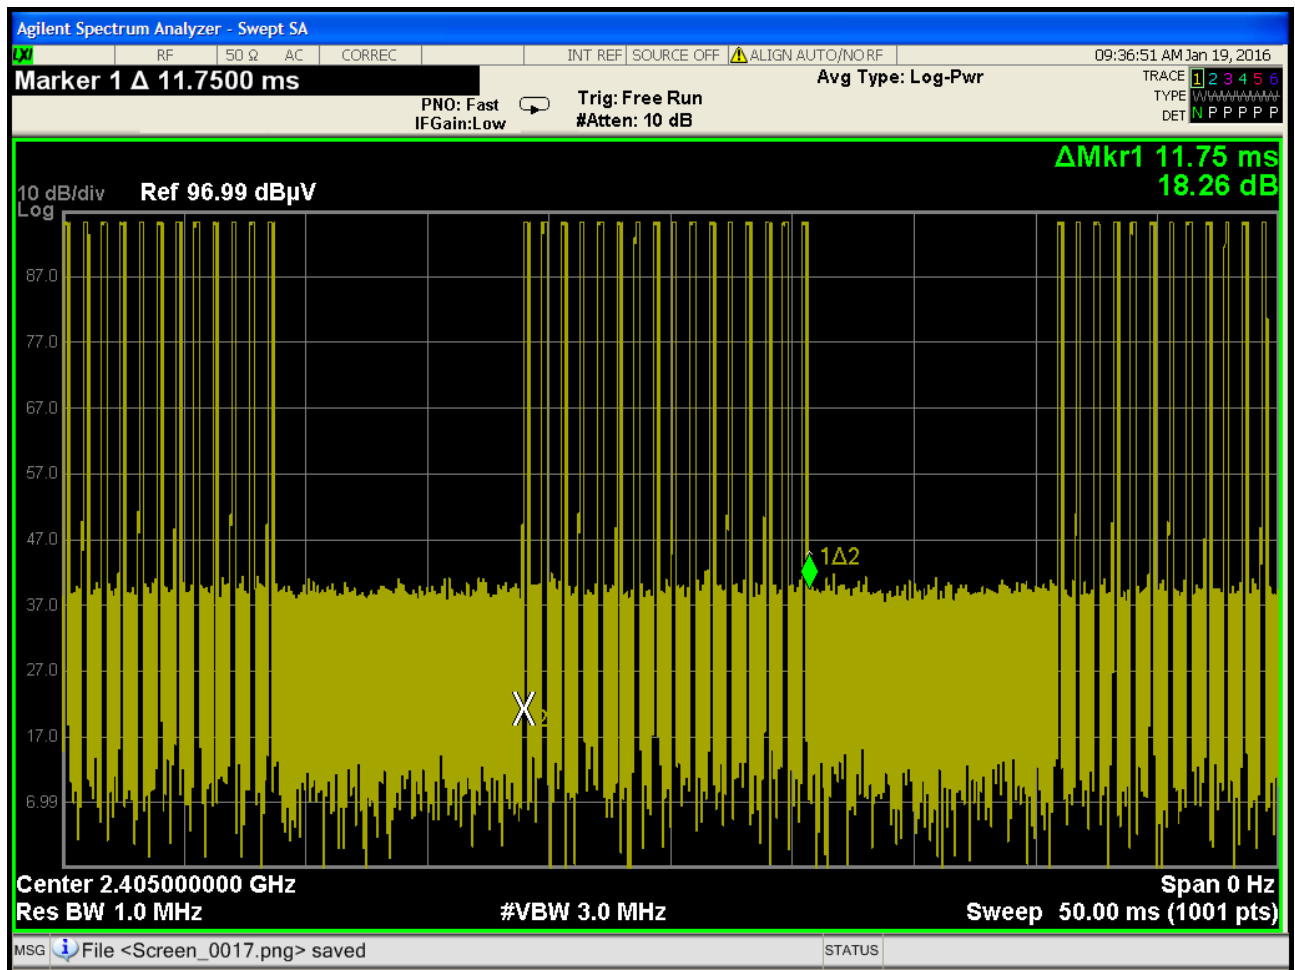 Agilent Spectrum Analyzer - Swept SA
LXI RF 50 Ω AC CORREC INT REF SOURCE OFF ALIGN AUTO/NO RF 09:36:51 AM Jan 19, 2016
Marker 1 Δ 11.7500 ms
Avg Type: Log-Pwr
TRACE 1 2 3 4 5 6
PNO: Fast
IFGain:Low
Trig: Free Run
#Atten: 10 dB
TYPE
DET N P P P P P
ΔMkr1 11.75 ms
18.26 dB
10 dB/div
Log
Ref 96.99 dBµV
87.0
77.0
67.0
57.0
47.0
1Δ2
37.0
27.0
X2
17.0
6.99
Center 2.405000000 GHz
Span 0 Hz
Res BW 1.0 MHz
#VBW 3.0 MHz
Sweep 50.00 ms (1001 pts)
MSG File <Screen_0017.png> saved
STATUS